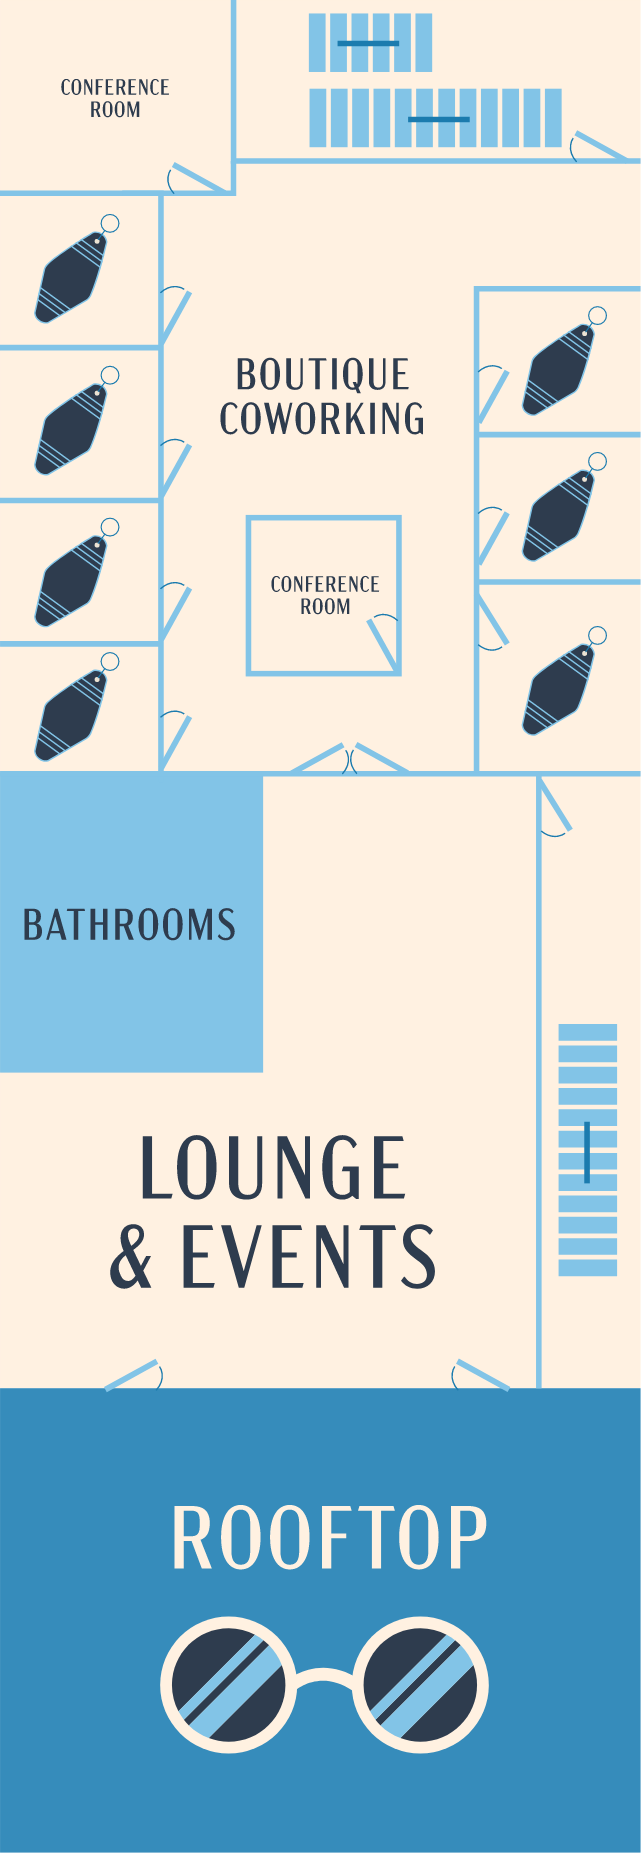 CONFERENCE
ROOM
BOUTIQUE
COWORKING
CONFERENCE
ROOM
BATHROOMS
LOUNGE
& EVENTS
ROOFTOP